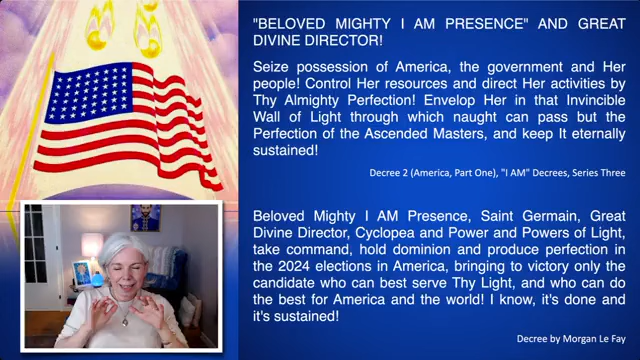 "BELOVED MIGHTY I AM PRESENCE" AND GREAT
DIVINE DIRECTOR!
Seize possession of America, the government and Her
people! Control Her resources and direct Her activities by
Thy Almighty Perfection! Envelop Her in that Invincible
Wall of Light through which naught can pass but the
Perfection of the Ascended Masters, and keep It eternally
sustained!
Decree 2 (America, Part One), "I AM" Decrees, Series Three
Beloved Mighty I AM Presence, Saint Germain, Great
Divine Director, Cyclopea and Power and Powers of Light,
take command, hold dominion and produce perfection in
the 2024 elections in America, bringing to victory only the
candidate who can best serve Thy Light, and who can do
the best for America and the world! I know, it's done and
it's sustained!
Decree by Morgan Le Fay